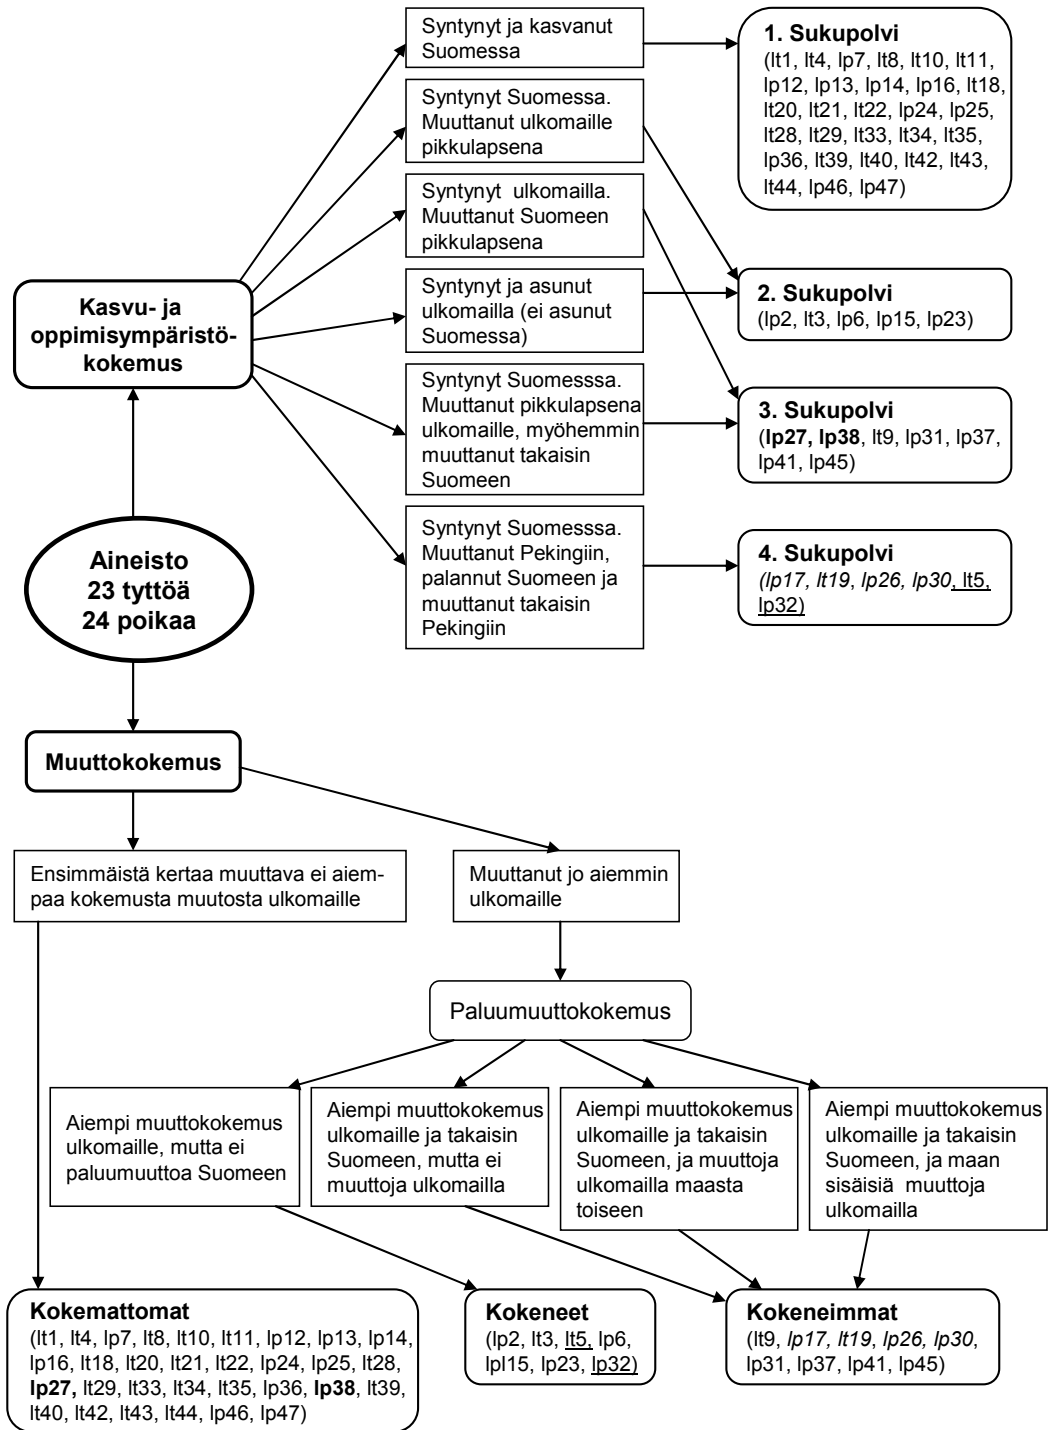 Syntynyt ja kasvanut
Suomessa
1. Sukupolvi
(lt1, lt4, lp7, lt8, lt10, lt11,
lp12, lp13, lp14, lp16, lt18,
lt20, lt21, lt22, lp24, lp25,
lt28, lt29, lt33, lt34, lt35,
lp36, lt39, lt40, lt42, lt43,
lt44, lp46, lp47)
Syntynyt Suomessa.
Muuttanut ulkomaille
pikkulapsena
Syntynyt ulkomailla.
Muuttanut Suomeen
pikkulapsena
Kasvu- ja
oppimisympäristö-
kokemus
Syntynyt ja asunut
ulkomailla (ei asunut
Suomessa)
2. Sukupolvi
(lp2, lt3, lp6, lp15, lp23)
Syntynyt Suomesssa.
Muuttanut pikkulapsena
ulkomaille, myöhemmin
muuttanut takaisin
Suomeen
3. Sukupolvi
(lp27, lp38, lt9, lp31, lp37,
lp41, lp45)
Aineisto
23 tyttöä
24 poikaa
Syntynyt Suomesssa.
Muuttanut Pekingiin,
palannut Suomeen ja
muuttanut takaisin
Pekingiin
4. Sukupolvi
(lp17, lt19, lp26, lp30, lt5,
lp32)
Muuttokokemus
Ensimmäistä kertaa muuttava ei aiem-
paa kokemusta muutosta ulkomaille
Muuttanut jo aiemmin
ulkomaille
Paluumuuttokokemus
Aiempi muuttokokemus
ulkomaille, mutta ei
paluumuuttoa Suomeen
Aiempi muuttokokemus
ulkomaille ja takaisin
Suomeen, mutta ei
muuttoja ulkomailla
Aiempi muuttokokemus
ulkomaille ja takaisin
Suomeen, ja muuttoja
ulkomailla maasta
toiseen
Aiempi muuttokokemus
ulkomaille ja takaisin
Suomeen, ja maan
sisäisiä muuttoja
ulkomailla
Kokemattomat
(lt1, lt4, lp7, lt8, lt10, lt11, lp12, lp13, lp14,
lp16, lt18, lt20, lt21, lt22, lp24, lp25, lt28,
lp27, lt29, lt33, lt34, lt35, lp36, lp38, lt39,
lt40, lt42, lt43, lt44, lp46, lp47)
Kokeneet
(lp2, lt3, lt5, lp6,
lpl15, lp23, lp32)
Kokeneimmat
(lt9, lp17, lt19, lp26, lp30,
lp31, lp37, lp41, lp45)